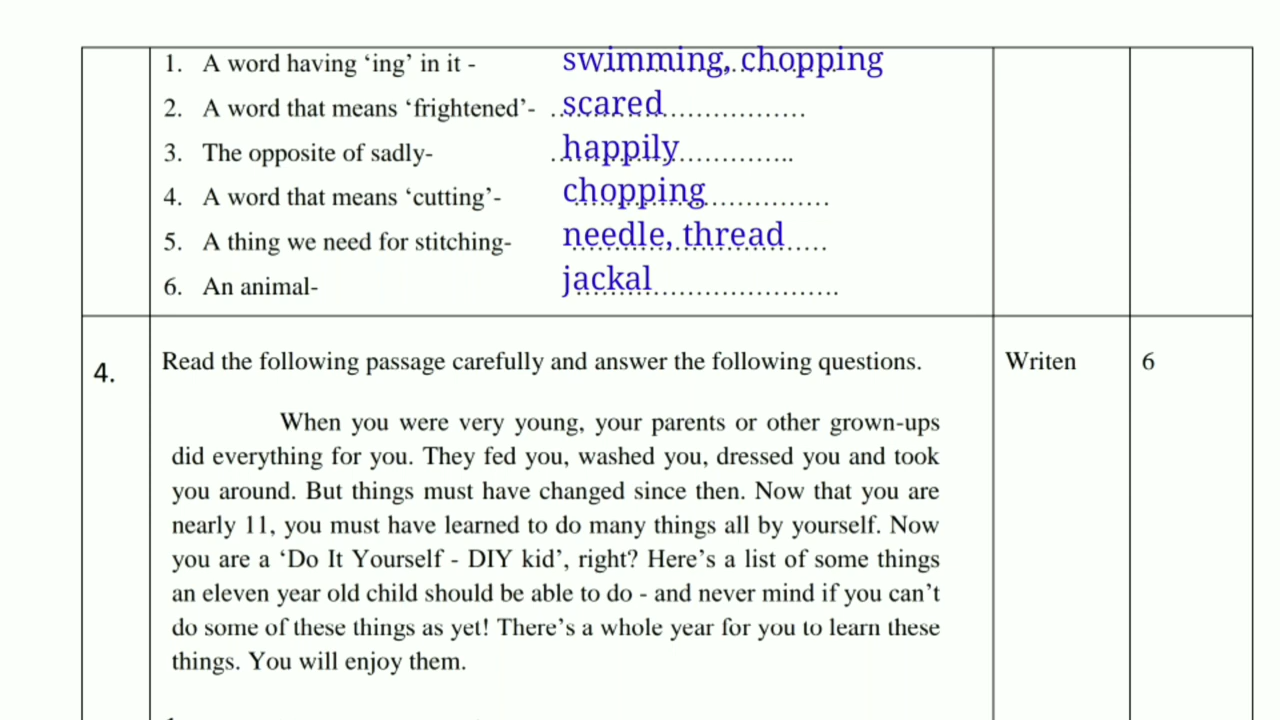 1. A word having ‘ing’ in it - swimming, chopping
2. A word that means ‘frightened’- ..scared....................
3. The opposite of sadly- .happily................
4. A word that means ‘cutting’- chopping..................
5. A thing we need for stitching- needle, thread.....
6. An animal- jackal...........................
4. Read the following passage carefully and answer the following questions. Writen 6
When you were very young, your parents or other grown-ups
did everything for you. They fed you, washed you, dressed you and took
you around. But things must have changed since then. Now that you are
nearly 11, you must have learned to do many things all by yourself. Now
you are a ‘Do It Yourself - DIY kid’, right? Here’s a list of some things
an eleven year old child should be able to do - and never mind if you can’t
do some of these things as yet! There’s a whole year for you to learn these
things. You will enjoy them.